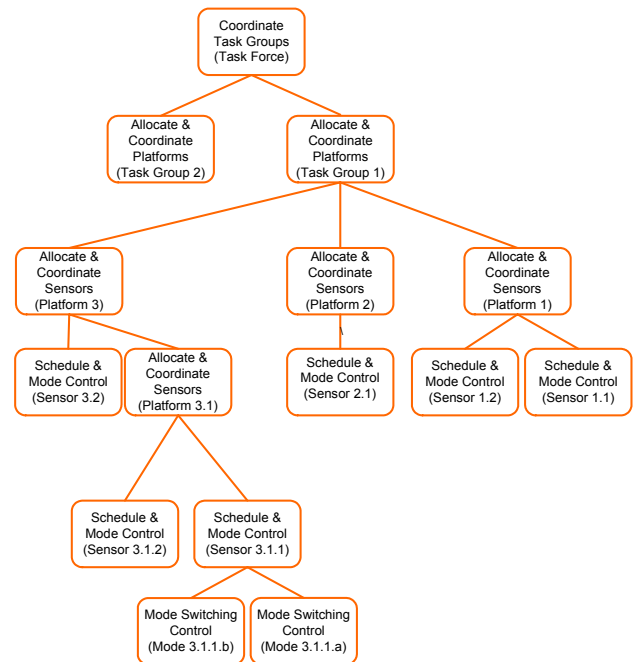 Coordinate
Task Groups
(Task Force)
Allocate &
Coordinate
Platforms
(Task Group 2)
Allocate &
Coordinate
Platforms
(Task Group 1)
Allocate &
Coordinate
Sensors
(Platform 3)
Allocate &
Coordinate
Sensors
(Platform 2)
Allocate &
Coordinate
Sensors
(Platform 1)
\
Schedule &
Mode Control
(Sensor 3.2)
Allocate &
Coordinate
Sensors
(Platform 3.1)
Schedule &
Mode Control
(Sensor 2.1)
Schedule &
Mode Control
(Sensor 1.2)
Schedule &
Mode Control
(Sensor 1.1)
Schedule &
Mode Control
(Sensor 3.1.2)
Schedule &
Mode Control
(Sensor 3.1.1)
Mode Switching
Control
(Mode 3.1.1.b)
Mode Switching
Control
(Mode 3.1.1.a)